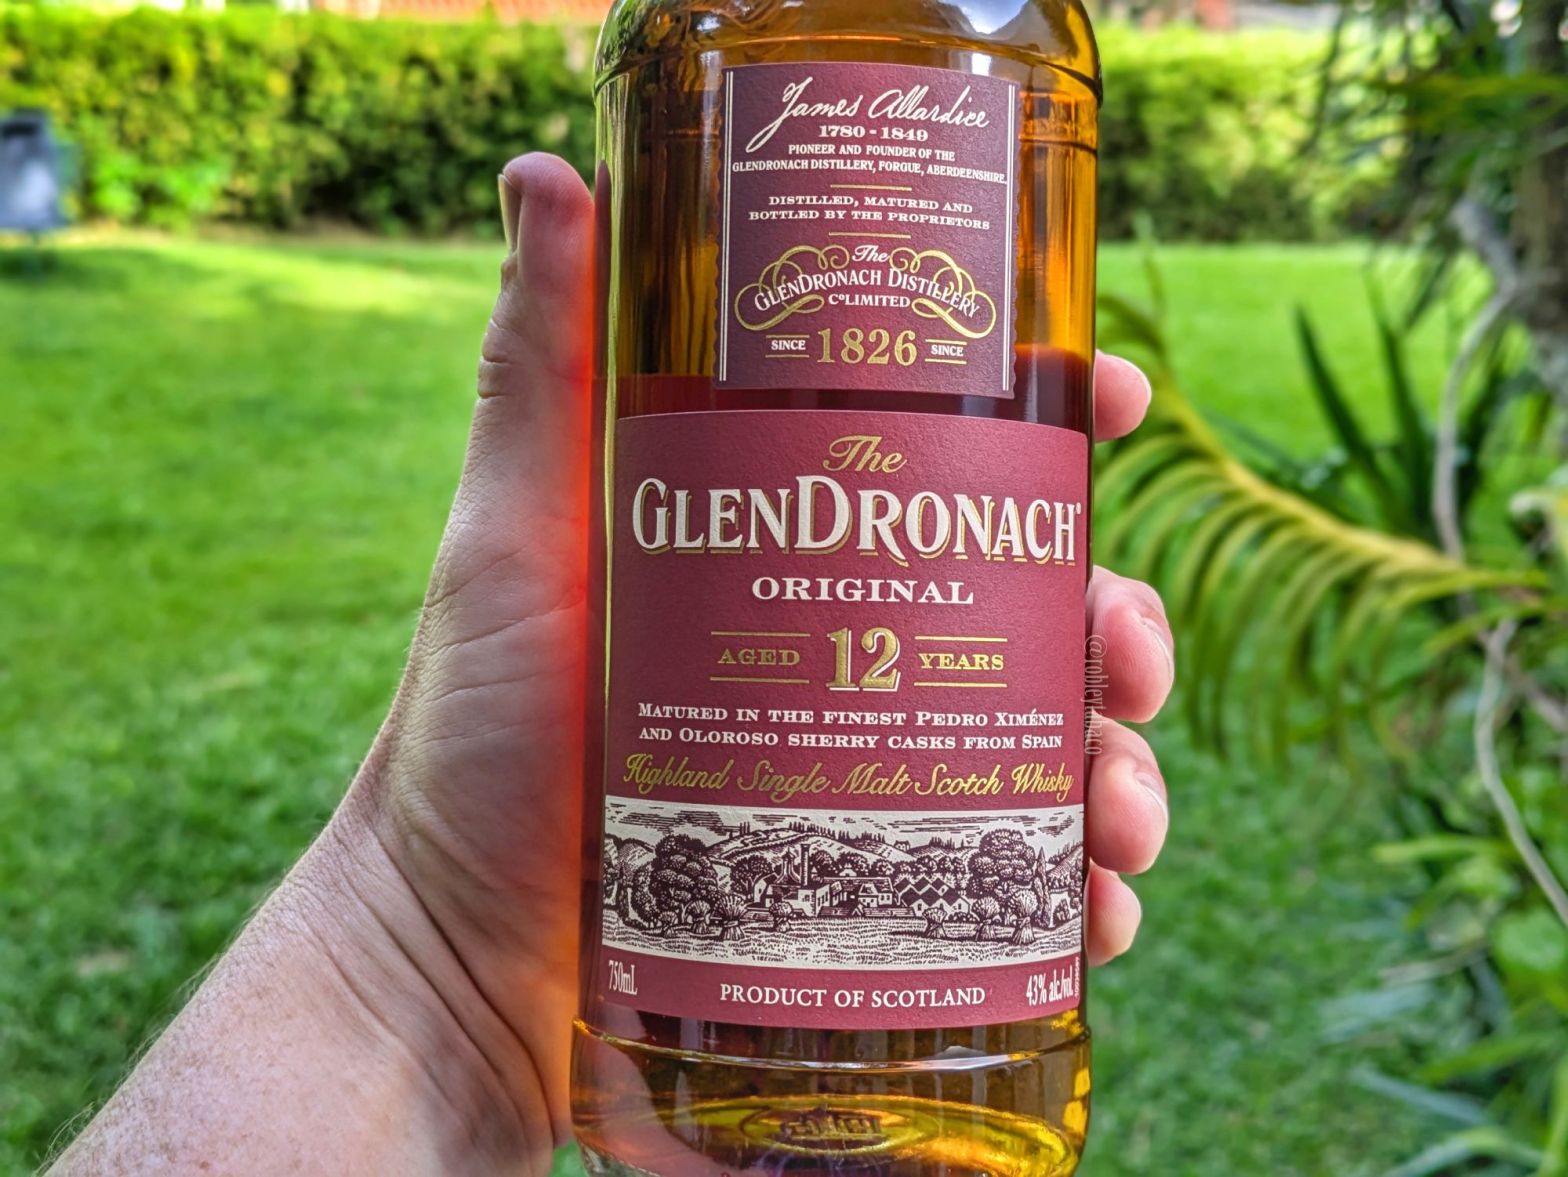 James Allardice
1780 - 1849
PIONEER AND FOUNDER OF THE
GLENDRONACH DISTILLERY, FORGUE, ABERDEENSHIRE
DISTILLED, MATURED AND
BOTTLED BY THE PROPRIETORS
The
GLENDRONACH DISTILLERY
Co LIMITED
SINCE 1826 SINCE
The
GLENDRONACH®
ORIGINAL
AGED 12 YEARS
MATURED IN THE FINEST PEDRO XIMÉNEZ
AND OLOROSO SHERRY CASKS FROM SPAIN
Highland Single Malt Scotch Whisky
750mL PRODUCT OF SCOTLAND 43% alc./vol.